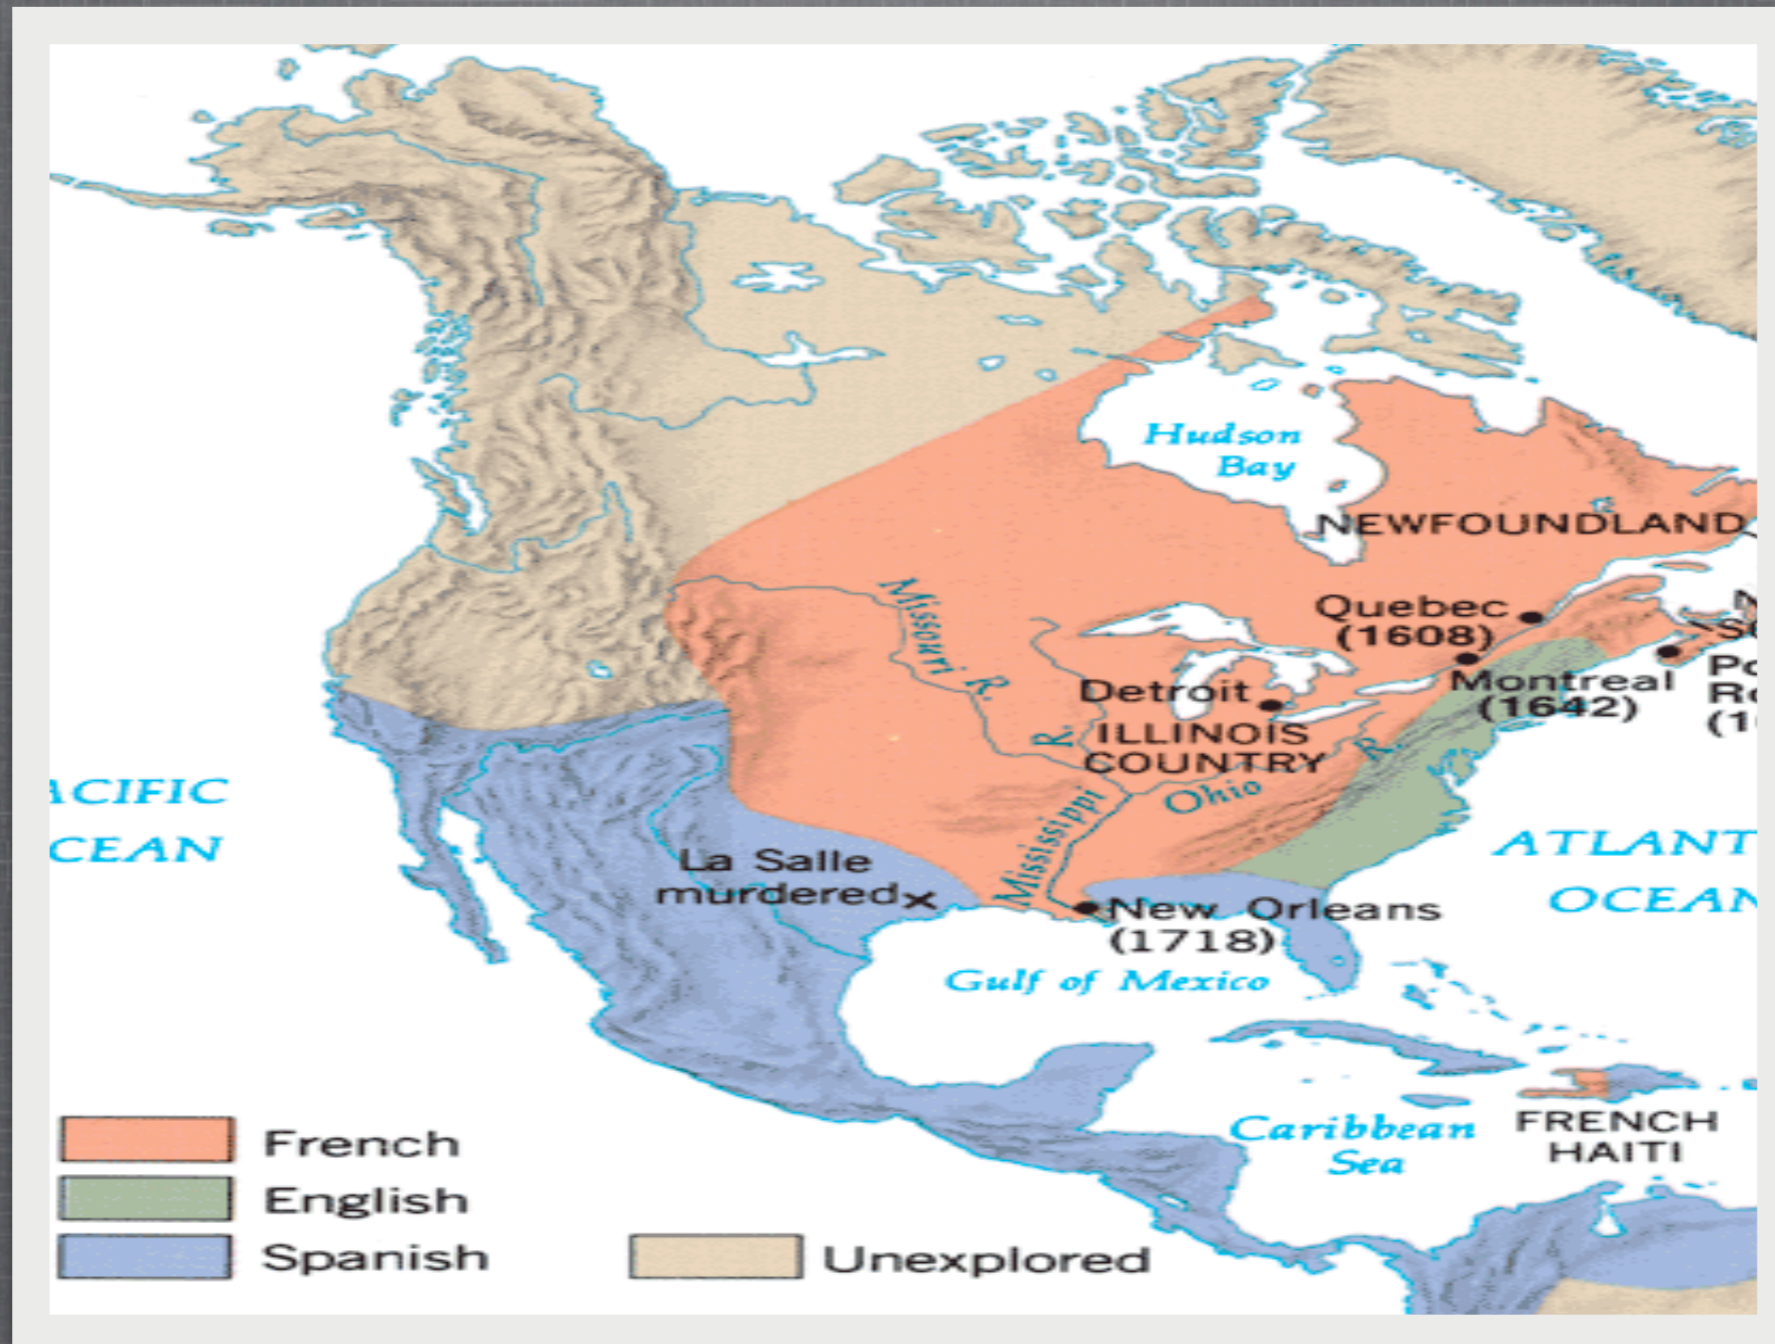 Hudson
Bay
NEWFOUNDLAND
Missouri R.
Quebec
(1608)
Montreal
(1642)
Detroit
R.
ILLINOIS
COUNTRY
Ohio R.
Mississippi
ACIFIC
CEAN
ATLANT
OCEAN
La Salle
murdered x
New Orleans
(1718)
Gulf of Mexico
Caribbean
Sea
FRENCH
HAITI
French
English
Spanish
Unexplored